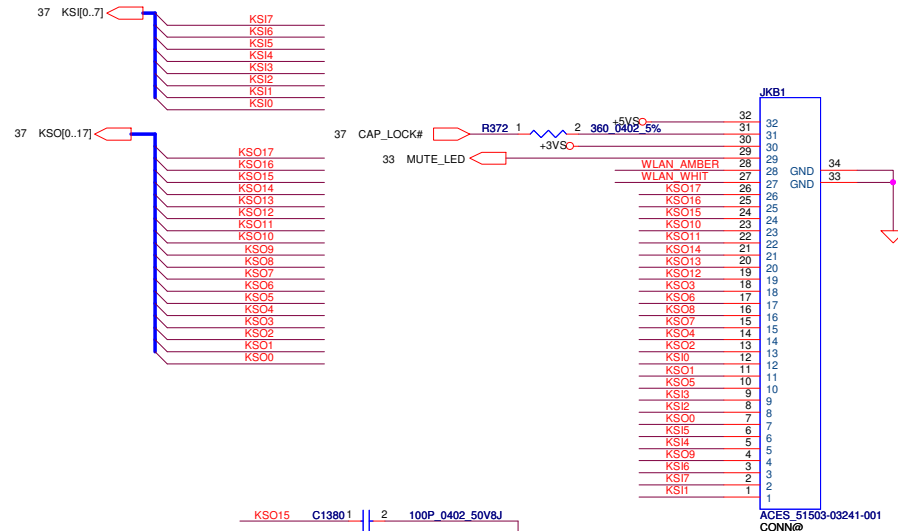 37 KSI[0..7]
KSI7
KSI6
KSI5
KSI4
KSI3
KSI2
KSI1
KSI0
37 KSO[0..17]
KSO17
KSO16
KSO15
KSO14
KSO13
KSO12
KSO11
KSO10
KSO9
KSO8
KSO7
KSO6
KSO5
KSO4
KSO3
KSO2
KSO1
KSO0
JKB1
+5VS 32 32
37 CAP_LOCK# R372 1 2 360_0402_5% 31 31
+3VS 30 30
33 MUTE_LED 29 29
WLAN_AMBER 28 28 GND 34
WLAN_WHIT 27 27 GND 33
KSO17 26 26
KSO16 25 25
KSO15 24 24
KSO10 23 23
KSO11 22 22
KSO14 21 21
KSO13 20 20
KSO12 19 19
KSO3 18 18
KSO6 17 17
KSO8 16 16
KSO7 15 15
KSO4 14 14
KSO2 13 13
KSI0 12 12
KSO1 11 11
KSO5 10 10
KSI3 9 9
KSI2 8 8
KSO0 7 7
KSI5 6 6
KSI4 5 5
KSO9 4 4
KSI6 3 3
KSI7 2 2
KSI1 1 1
ACES_51503-03241-001
CONN@
KSO15 C1380 1 2 100P_0402_50V8J